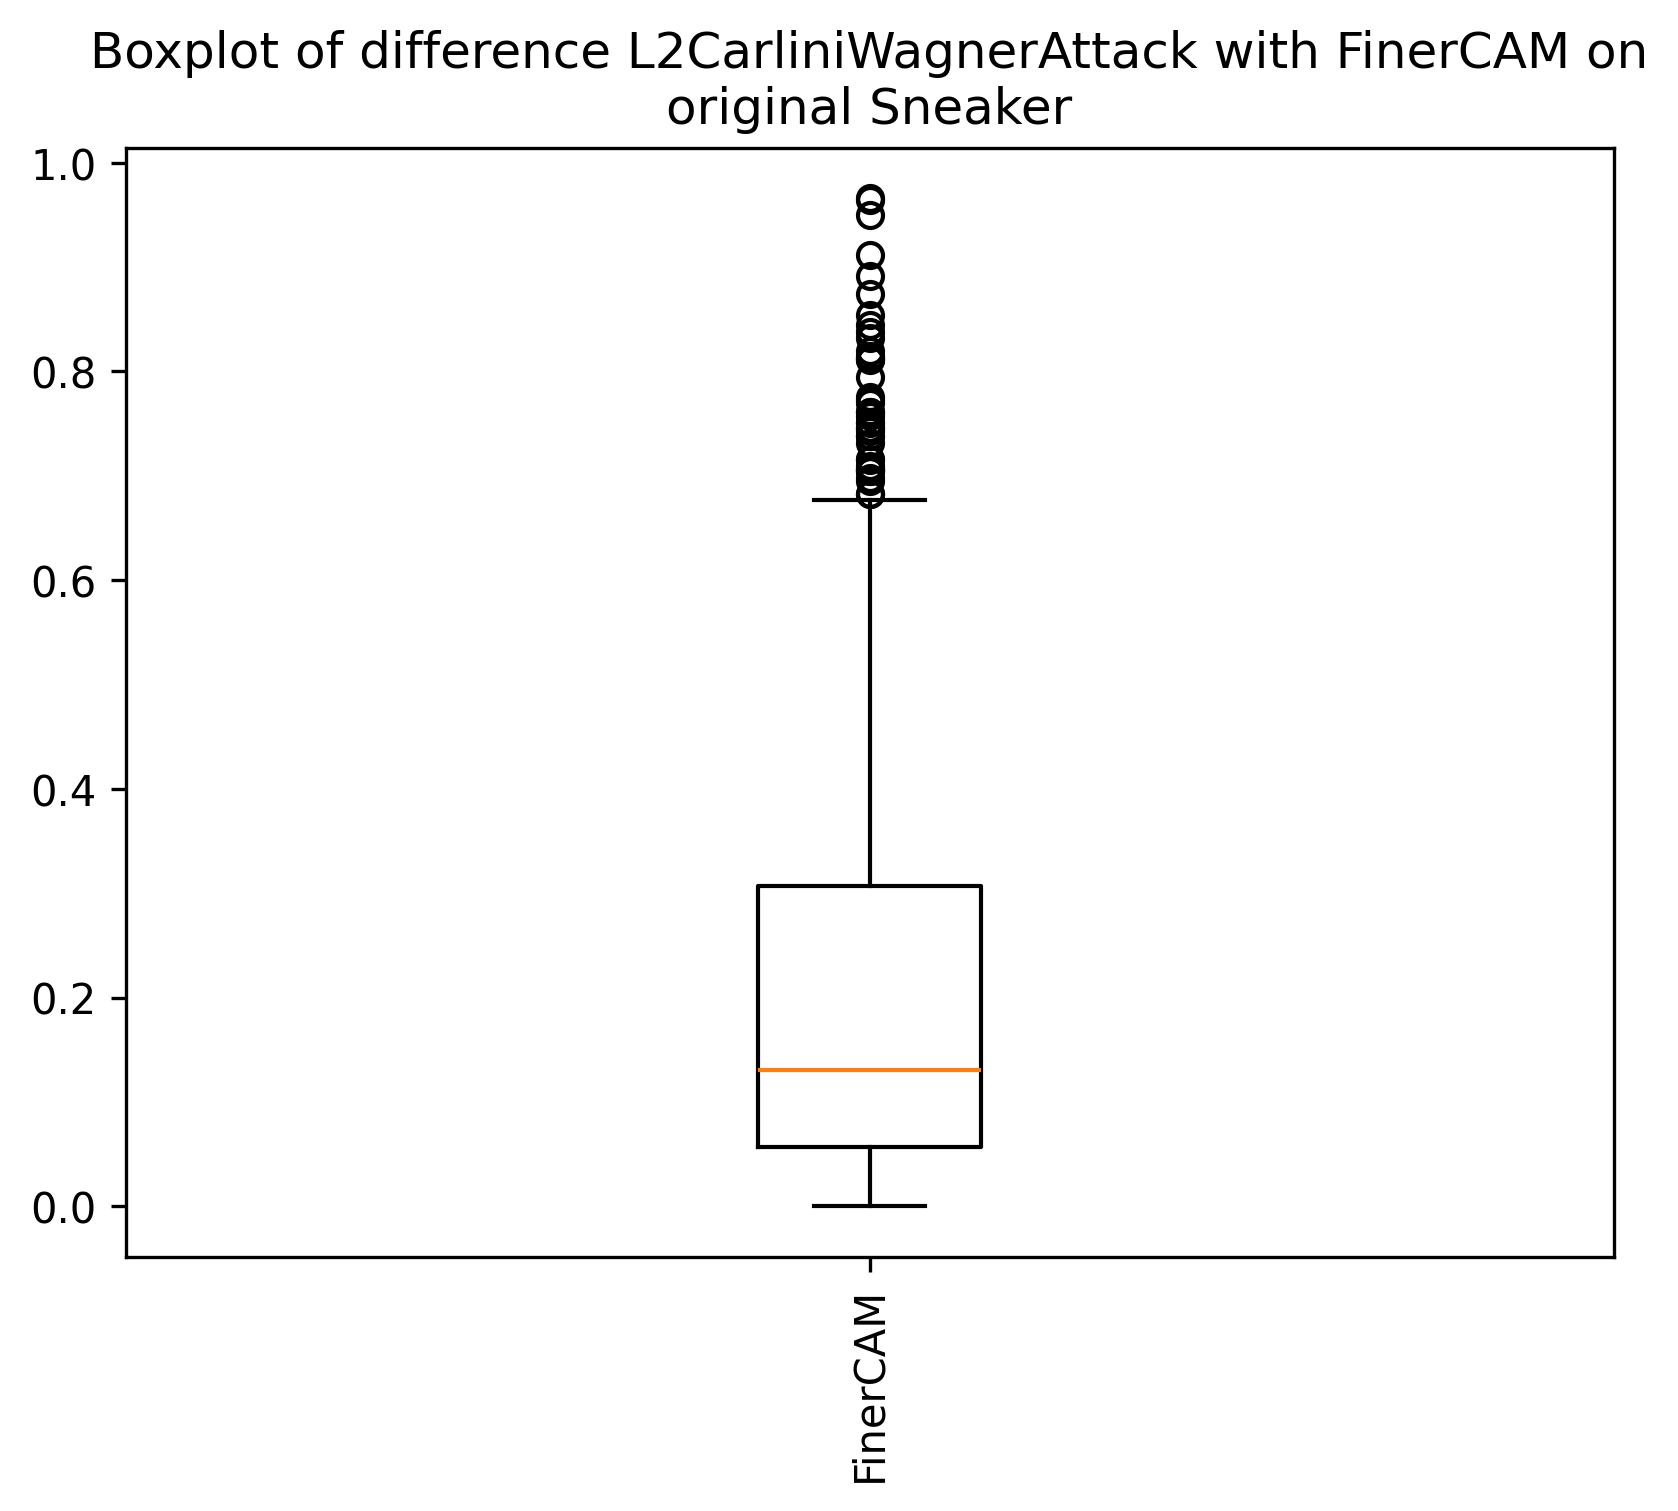 Boxplot of difference L2CarliniWagnerAttack with FinerCAM on
original Sneaker
1.0
0.8
0.6
0.4
0.2
0.0
FinerCAM